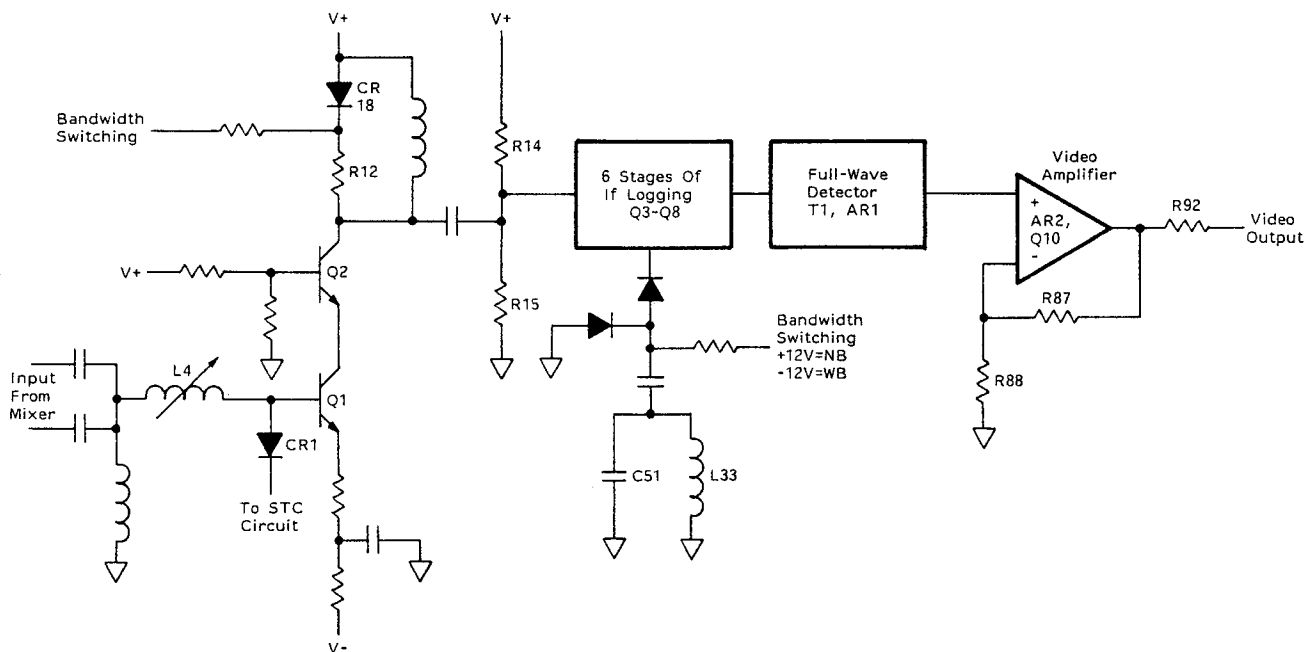 V+
V+
CR
18
Bandwidth
Switching
R12
R14
6 Stages Of
If Logging
Q3-Q8
Full-Wave
Detector
T1, AR1
Video
Amplifier
+
AR2,
Q10
-
R92
Video
Output
V+
Q2
R15
R87
Bandwidth
Switching
+12V=NB
-12V=WB
R88
Input
From
Mixer
L4
Q1
CR1
C51
L33
To STC
Circuit
V-